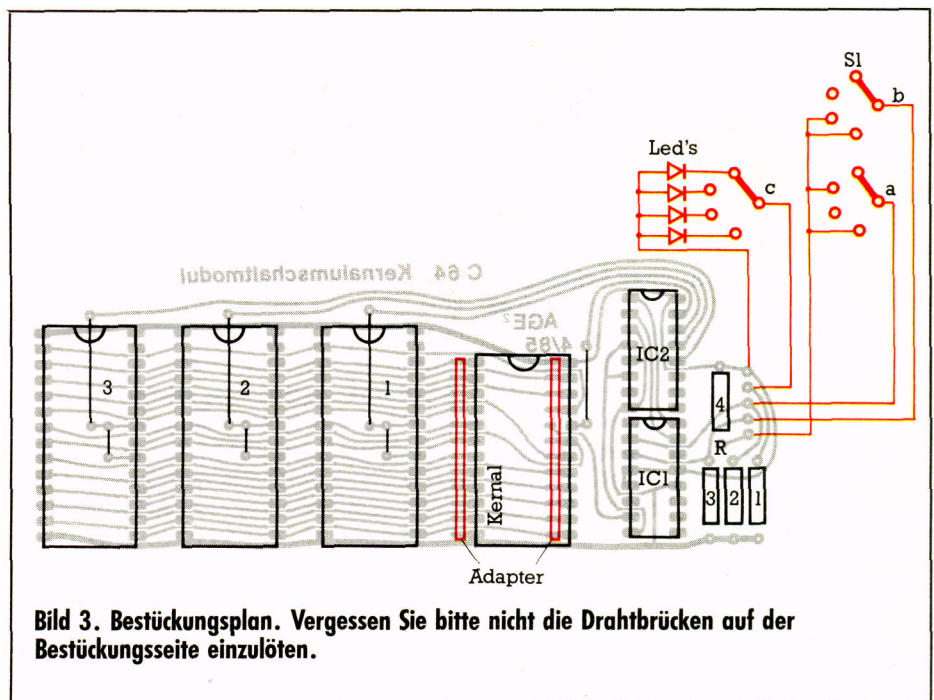 S1
b
Led's
a
c
C 64 Kernalumschaltmodul
AGE²
4/85
IC2
3
2
1
4
R
Kernal
IC1
3
2
1
Adapter
Bild 3. Bestückungsplan. Vergessen Sie bitte nicht die Drahtbrücken auf der
Bestückungsseite einzulöten.